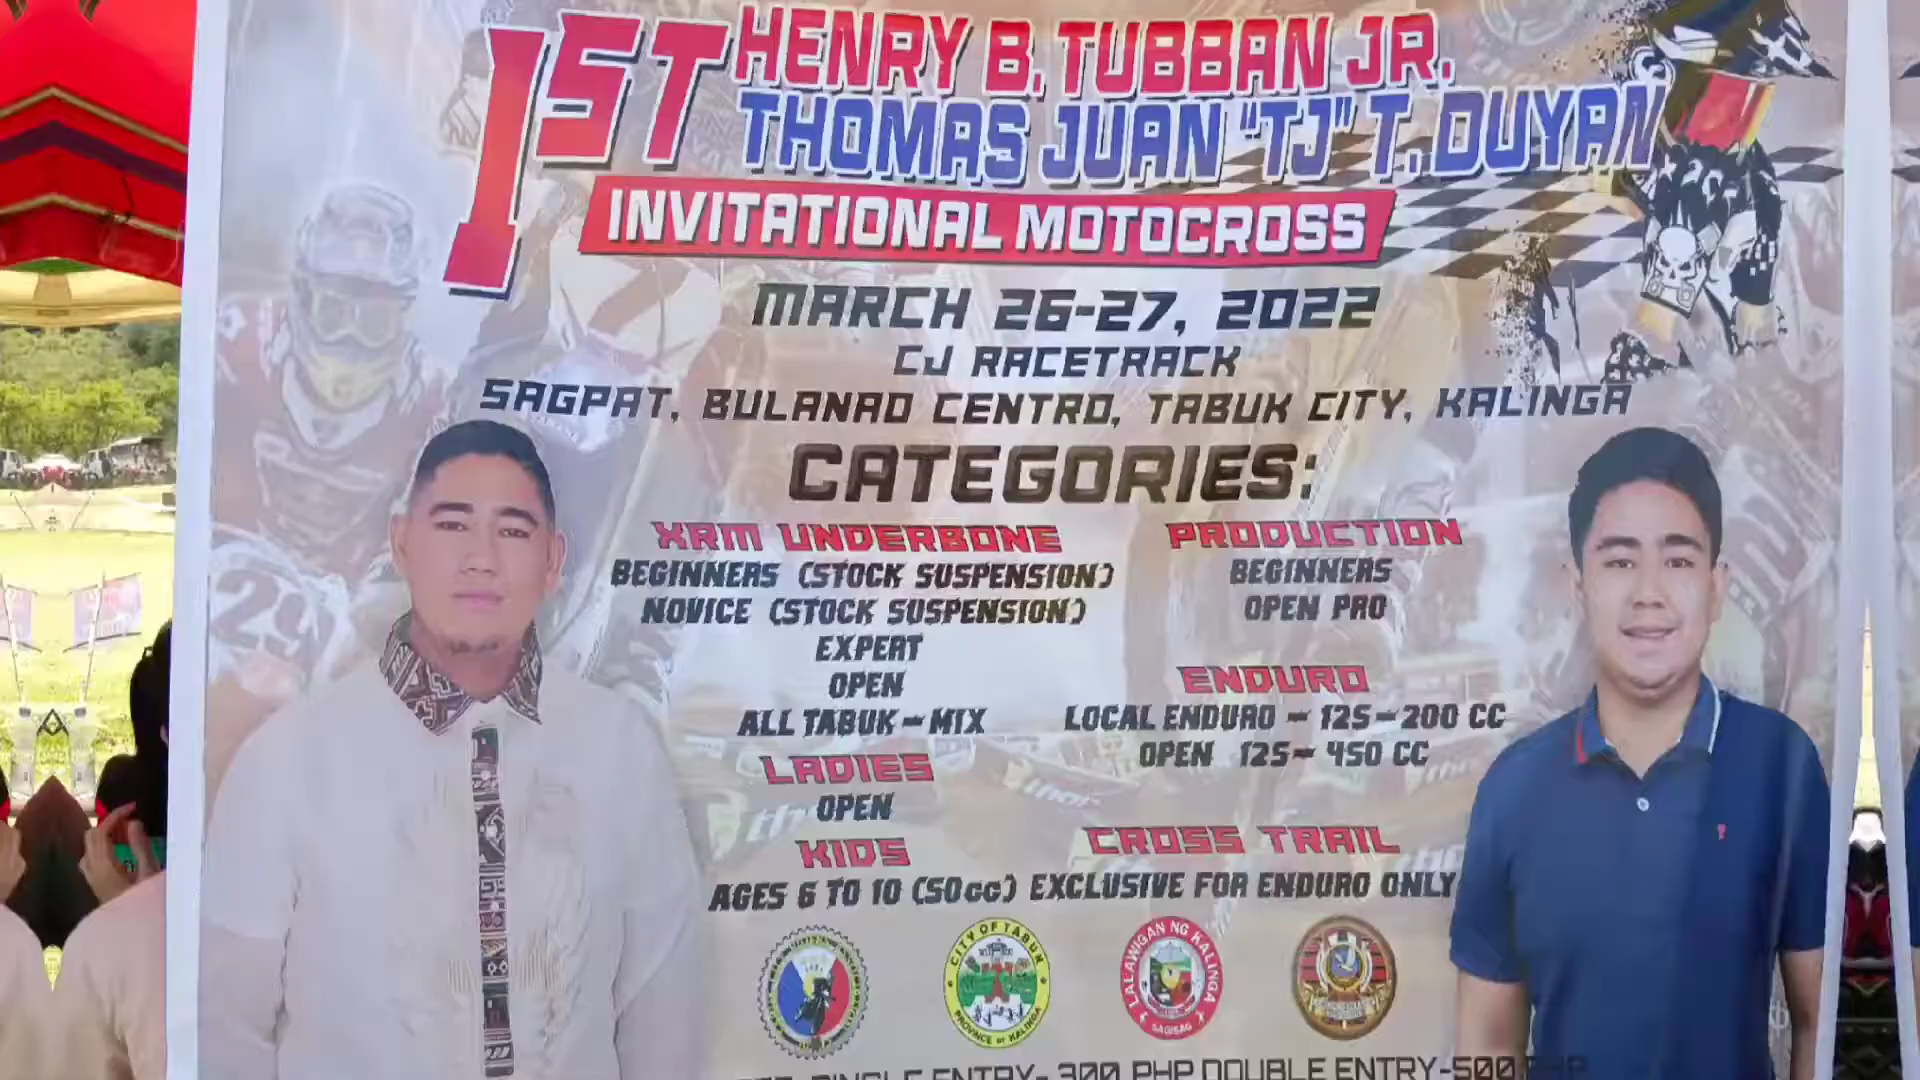 1ST HENRY B. TUBBAN JR.
THOMAS JUAN "TJ" T. DUYAN
INVITATIONAL MOTOCROSS
MARCH 26-27, 2022
CJ RACETRACK
SAGPAT, BULANAO CENTRO, TABUK CITY, KALINGA
CATEGORIES:
XRM UNDERBONE
BEGINNERS (STOCK SUSPENSION)
NOVICE (STOCK SUSPENSION)
EXPERT
OPEN
ALL TABUK - MIX
LADIES
OPEN
KIDS
AGES 6 TO 10 (50cc)
PRODUCTION
BEGINNERS
OPEN PRO
ENDURO
LOCAL ENDURO - 125-200 CC
OPEN 125- 450 CC
CROSS TRAIL
EXCLUSIVE FOR ENDURO ONLY
CITY OF TABUK
PROVINCE OF KALINGA
LALAWIGAN NG KALINGA
SAGISAG
SINGLE ENTRY- 300 PHP DOUBLE ENTRY-500 PHP
29